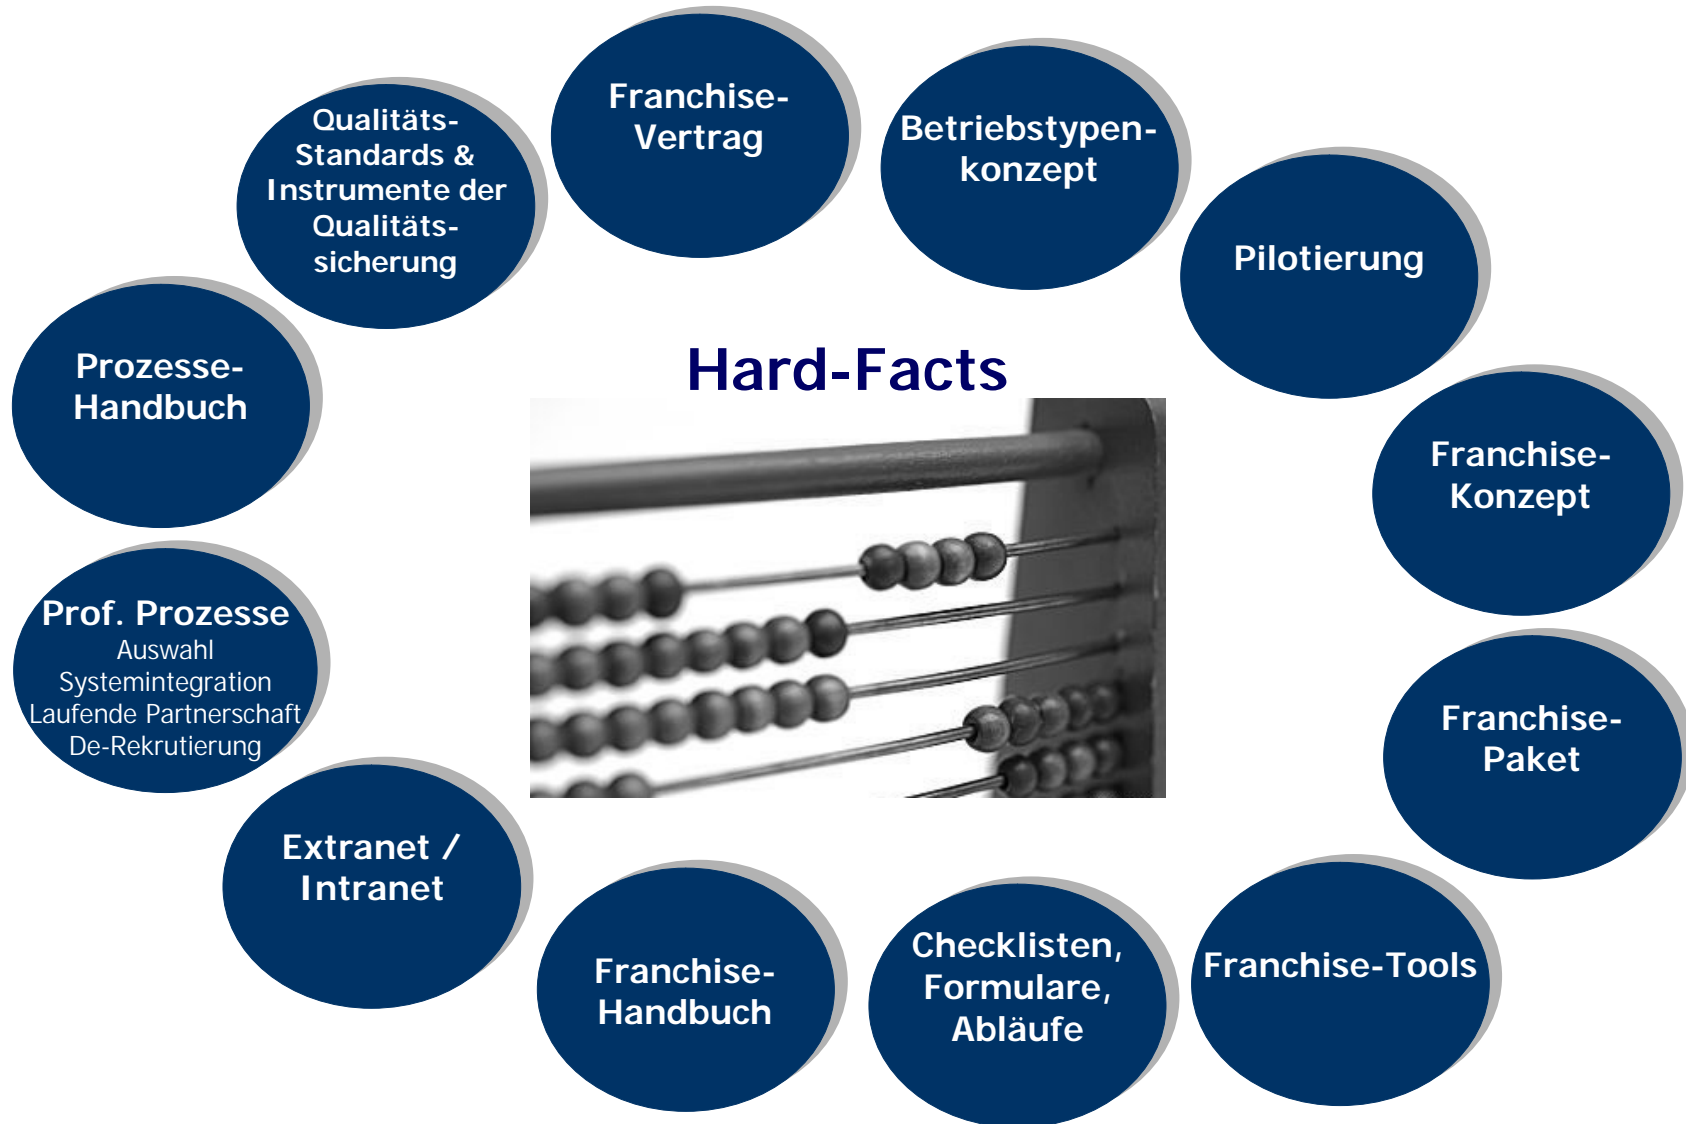 Franchise-
Vertrag
Betriebstypen-
konzept
Pilotierung
Franchise-
Konzept
Franchise-
Paket
Franchise-Tools
Checklisten,
Formulare,
Abläufe
Franchise-
Handbuch
Extranet /
Intranet
Prof. Prozesse
Auswahl
Systemintegration
Laufende Partnerschaft
De-Rekrutierung
Prozesse-
Handbuch
Qualitäts-
Standards &
Instrumente der
Qualitäts-
sicherung
Hard-Facts